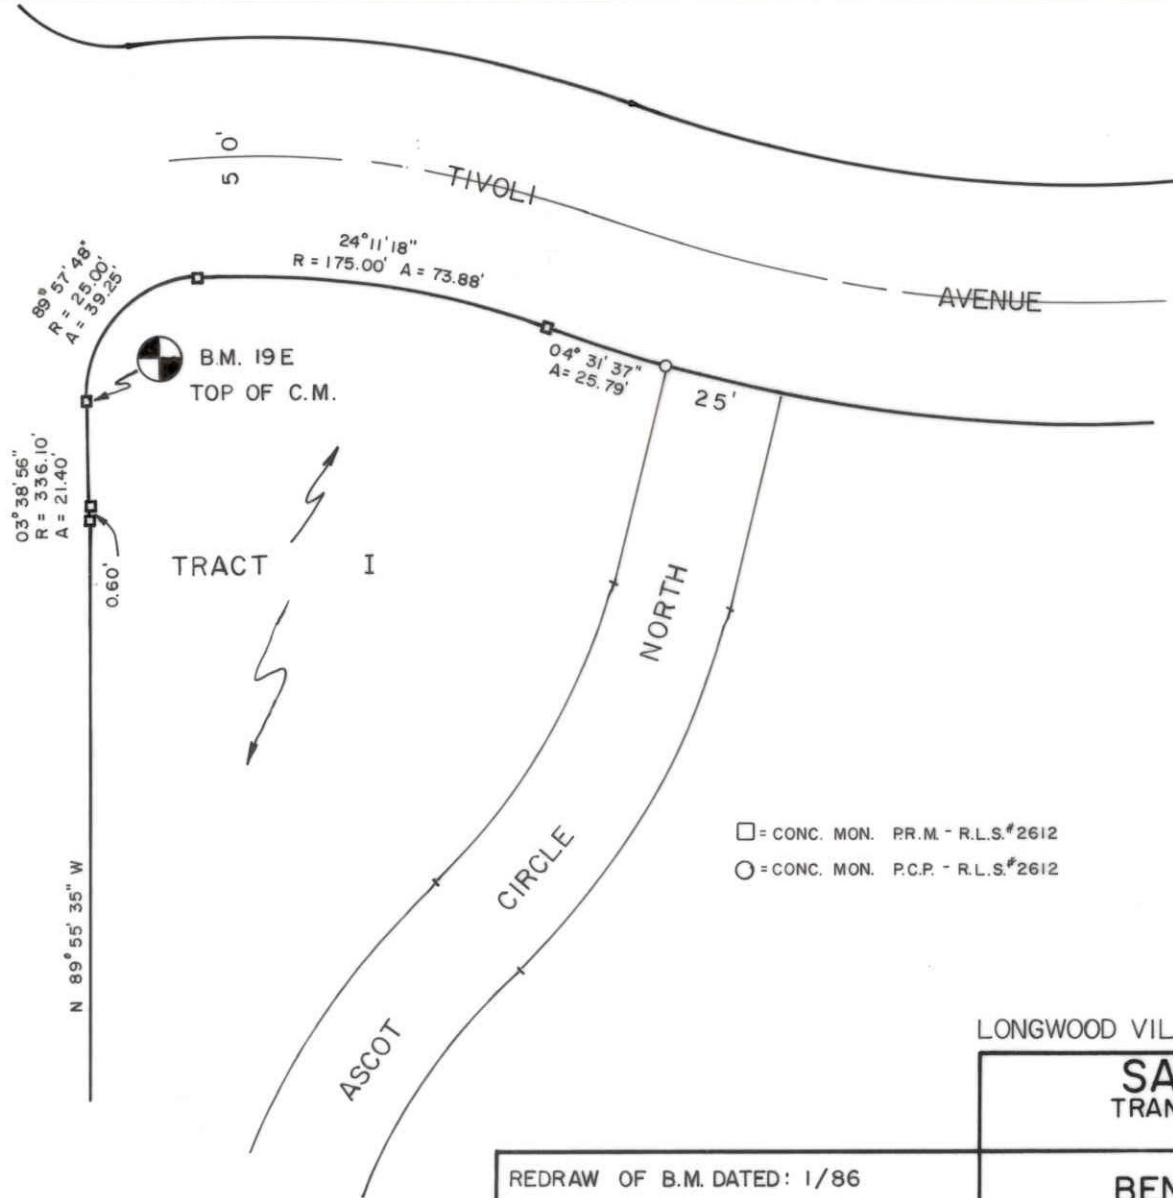 50'
TIVOLI
AVENUE
24°11'18"
R = 175.00' A = 73.88'
89° 57' 48"
R = 25.00'
A = 39.25'
04° 31' 37"
A = 25.79'
25'
B.M. 19E
TOP OF C.M.
03° 38' 56"
R = 336.10'
A = 21.40'
0.60'
TRACT I
NORTH
CIRCLE
ASCOT
□ = CONC. MON. P.R.M. - R.L.S.#2612
○ = CONC. MON. P.C.P. - R.L.S.#2612
N 89° 55' 35" W
LONGWOOD VIL
SA
TRAN
REDRAW OF B.M. DATED: 1/86
BEN